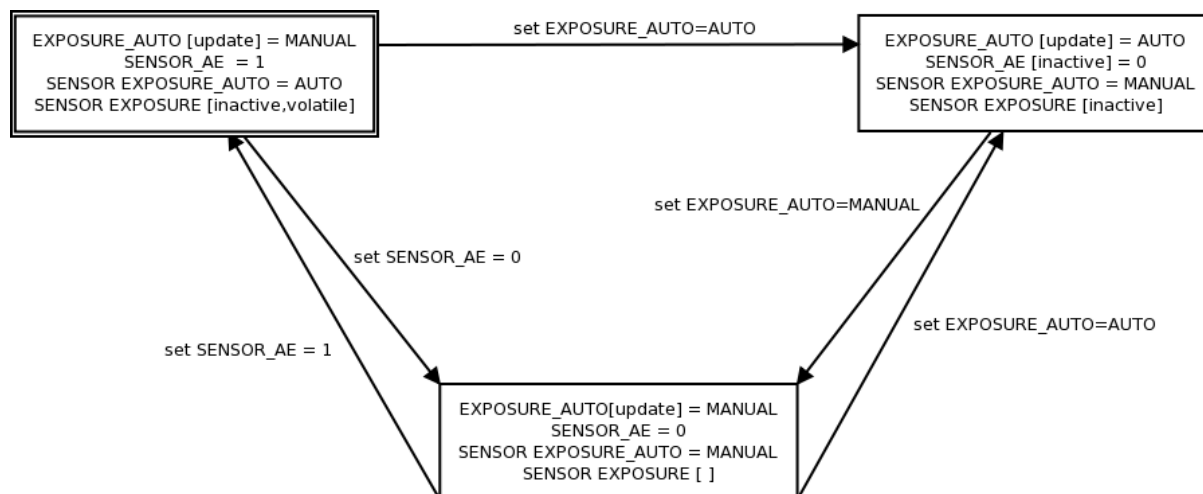 EXPOSURE_AUTO [update] = MANUAL
SENSOR_AE  = 1
SENSOR EXPOSURE_AUTO = AUTO
SENSOR EXPOSURE [inactive,volatile]
set EXPOSURE_AUTO=AUTO
EXPOSURE_AUTO [update] = AUTO
SENSOR_AE [inactive] = 0
SENSOR EXPOSURE_AUTO = MANUAL
SENSOR EXPOSURE [inactive]
set EXPOSURE_AUTO=MANUAL
set SENSOR_AE = 0
set EXPOSURE_AUTO=AUTO
set SENSOR_AE = 1
EXPOSURE_AUTO[update] = MANUAL
SENSOR_AE = 0
SENSOR EXPOSURE_AUTO = MANUAL
SENSOR EXPOSURE [ ]